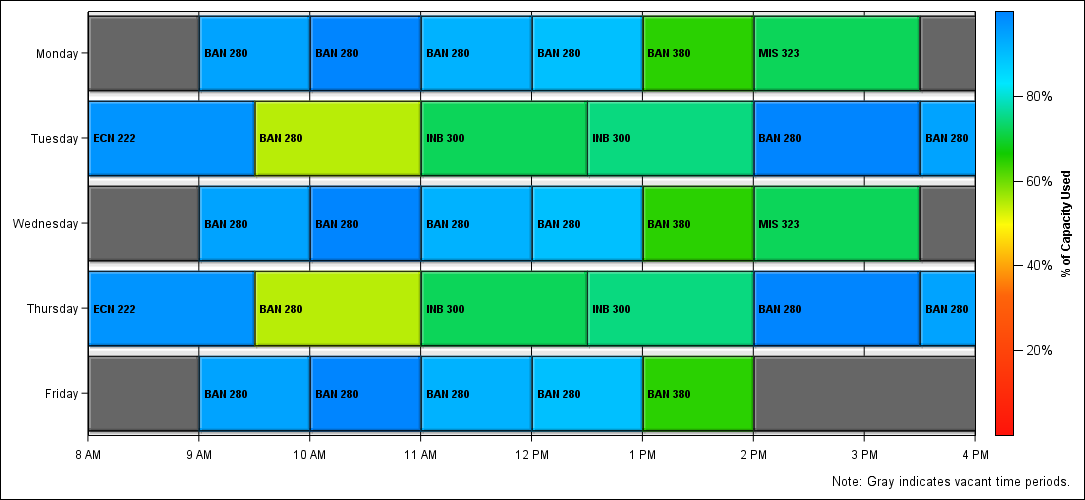 Monday BAN 280 BAN 280 BAN 280 BAN 280 BAN 380 MIS 323
Tuesday ECN 222 BAN 280 INB 300 INB 300 BAN 280 BAN 280
Wednesday BAN 280 BAN 280 BAN 280 BAN 280 BAN 380 MIS 323
Thursday ECN 222 BAN 280 INB 300 INB 300 BAN 280 BAN 280
Friday BAN 280 BAN 280 BAN 280 BAN 280 BAN 380
8 AM 9 AM 10 AM 11 AM 12 PM 1 PM 2 PM 3 PM 4 PM
80%
60%
40%
20%
% of Capacity Used
Note: Gray indicates vacant time periods.